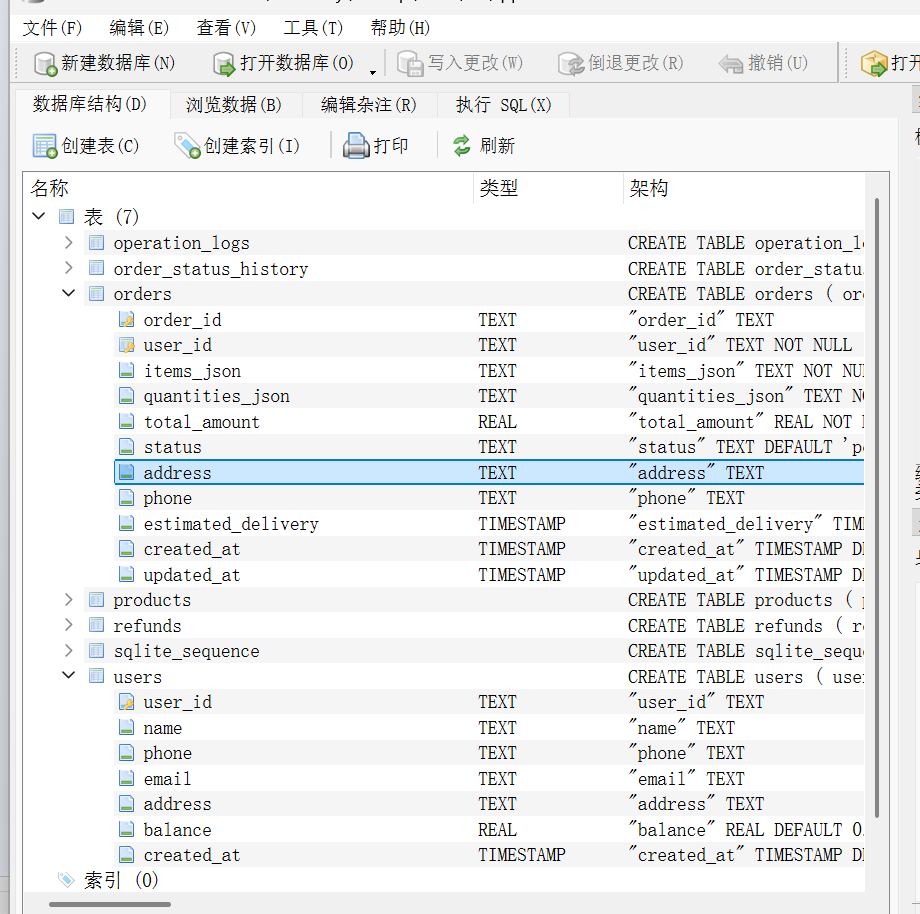 文件(F) 编辑(E) 查看(V) 工具(T) 帮助(H)
新建数据库(N) 打开数据库(O) 写入更改(W) 倒退更改(R) 撤销(U) 打开
数据库结构(D) 浏览数据(B) 编辑杂注(R) 执行 SQL(X)
创建表(C) 创建索引(I) 打印 刷新
名称 类型 架构
表 (7)
operation_logs CREATE TABLE operation_l
order_status_history CREATE TABLE order_statu
orders CREATE TABLE orders ( or
order_id TEXT "order_id" TEXT
user_id TEXT "user_id" TEXT NOT NULL
items_json TEXT "items_json" TEXT NOT NU
quantities_json TEXT "quantities_json" TEXT N
total_amount REAL "total_amount" REAL NOT
status TEXT "status" TEXT DEFAULT 'p
address TEXT "address" TEXT
phone TEXT "phone" TEXT
estimated_delivery TIMESTAMP "estimated_delivery" TIM
created_at TIMESTAMP "created_at" TIMESTAMP D
updated_at TIMESTAMP "updated_at" TIMESTAMP D
products CREATE TABLE products (
refunds CREATE TABLE refunds ( r
sqlite_sequence CREATE TABLE sqlite_sequ
users CREATE TABLE users ( use
user_id TEXT "user_id" TEXT
name TEXT "name" TEXT
phone TEXT "phone" TEXT
email TEXT "email" TEXT
address TEXT "address" TEXT
balance REAL "balance" REAL DEFAULT 0.
created_at TIMESTAMP "created_at" TIMESTAMP D
索引 (0)